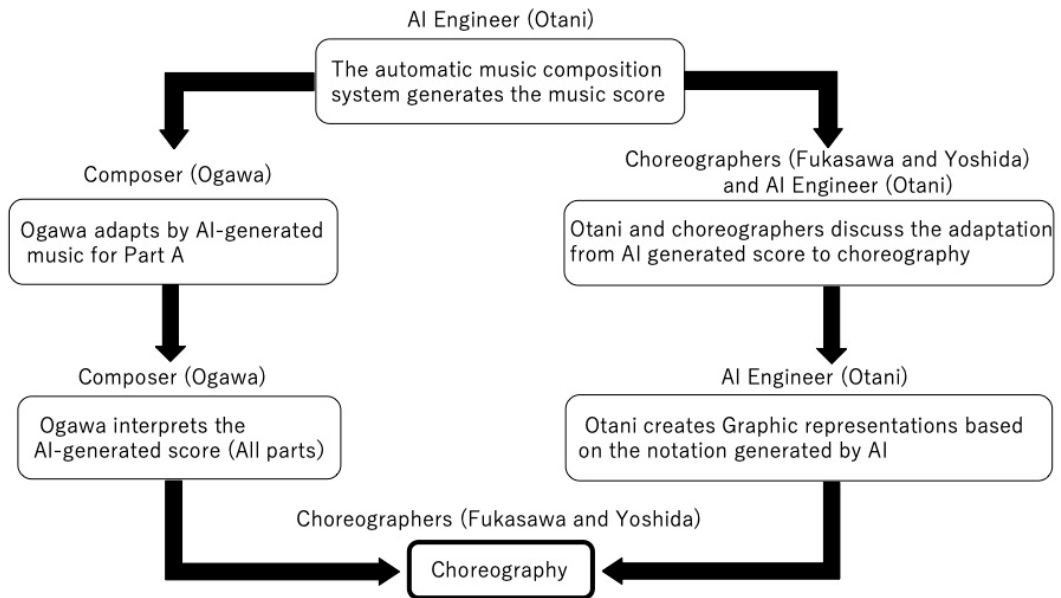 AI Engineer (Otani)
The automatic music composition
system generates the music score
Composer (Ogawa)
Ogawa adapts by AI-generated
music for Part A
Composer (Ogawa)
Ogawa interprets the
AI-generated score (All parts)
Choreographers (Fukasawa and Yoshida)
and AI Engineer (Otani)
Otani and choreographers discuss the adaptation
from AI generated score to choreography
AI Engineer (Otani)
Otani creates Graphic representations based
on the notation generated by AI
Choreographers (Fukasawa and Yoshida)
Choreography